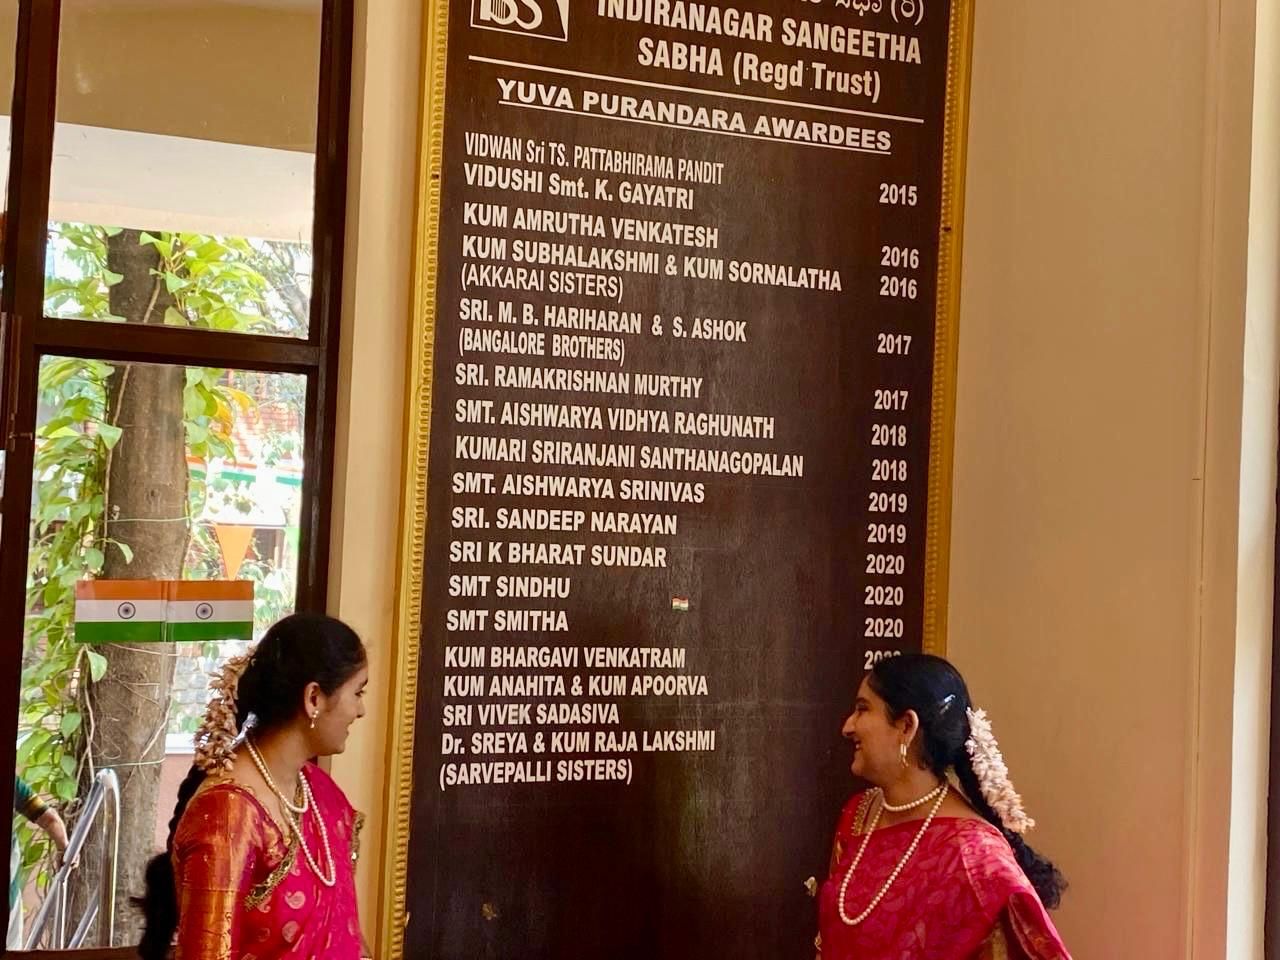 ISS
ಸಭಾ (ರಿ)
INDIRANAGAR SANGEETHA
SABHA (Regd Trust)
YUVA PURANDARA AWARDEES
VIDWAN Sri TS. PATTABHIRAMA PANDIT
VIDUSHI Smt. K. GAYATRI 2015
KUM AMRUTHA VENKATESH 2016
KUM SUBHALAKSHMI & KUM SORNALATHA 2016
(AKKARAI SISTERS)
SRI. M. B. HARIHARAN & S. ASHOK 2017
(BANGALORE BROTHERS)
SRI. RAMAKRISHNAN MURTHY 2017
SMT. AISHWARYA VIDHYA RAGHUNATH 2018
KUMARI SRIRANJANI SANTHANAGOPALAN 2018
SMT. AISHWARYA SRINIVAS 2019
SRI. SANDEEP NARAYAN 2019
SRI K BHARAT SUNDAR 2020
SMT SINDHU 2020
SMT SMITHA 2020
KUM BHARGAVI VENKATRAM
KUM ANAHITA & KUM APOORVA
SRI VIVEK SADASIVA
Dr. SREYA & KUM RAJA LAKSHMI
(SARVEPALLI SISTERS)